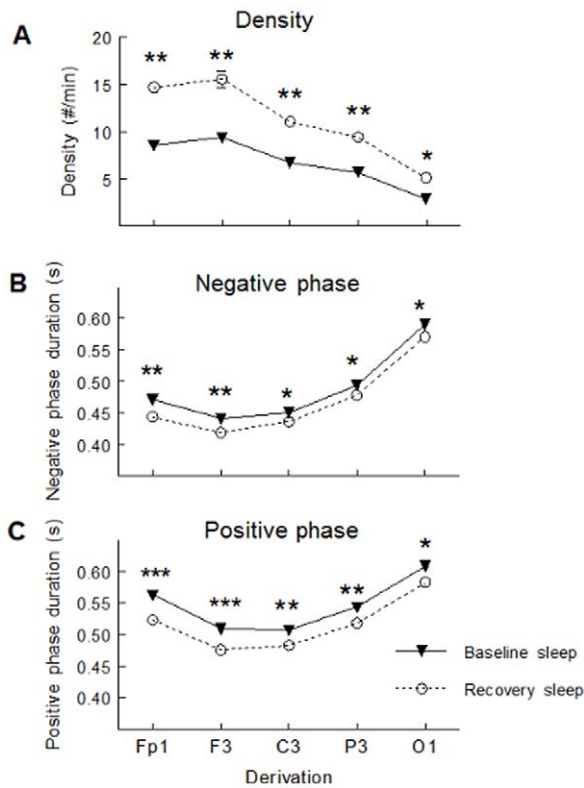 A
Density
Density (#/min)
20
15
10
5
** ** ** ** *
B
Negative phase
Negative phase duration (s)
0.60
0.55
0.50
0.45
0.40
** ** * * *
C
Positive phase
Positive phase duration (s)
0.60
0.55
0.50
0.45
0.40
*** *** ** ** *
Baseline sleep
Recovery sleep
Fp1 F3 C3 P3 O1
Derivation